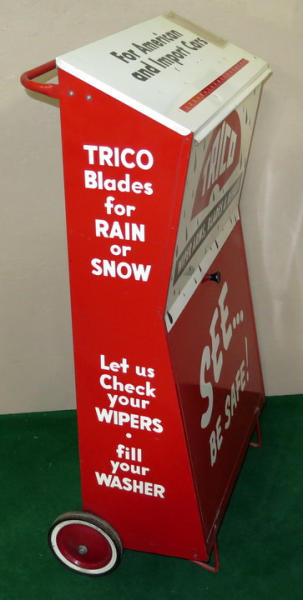 For American
and Import Cars
TRICO
Blades
for
RAIN
or
SNOW
Let us
Check
your
WIPERS
•
fill
your
WASHER
TRICO
SEE...
BE SAFE!